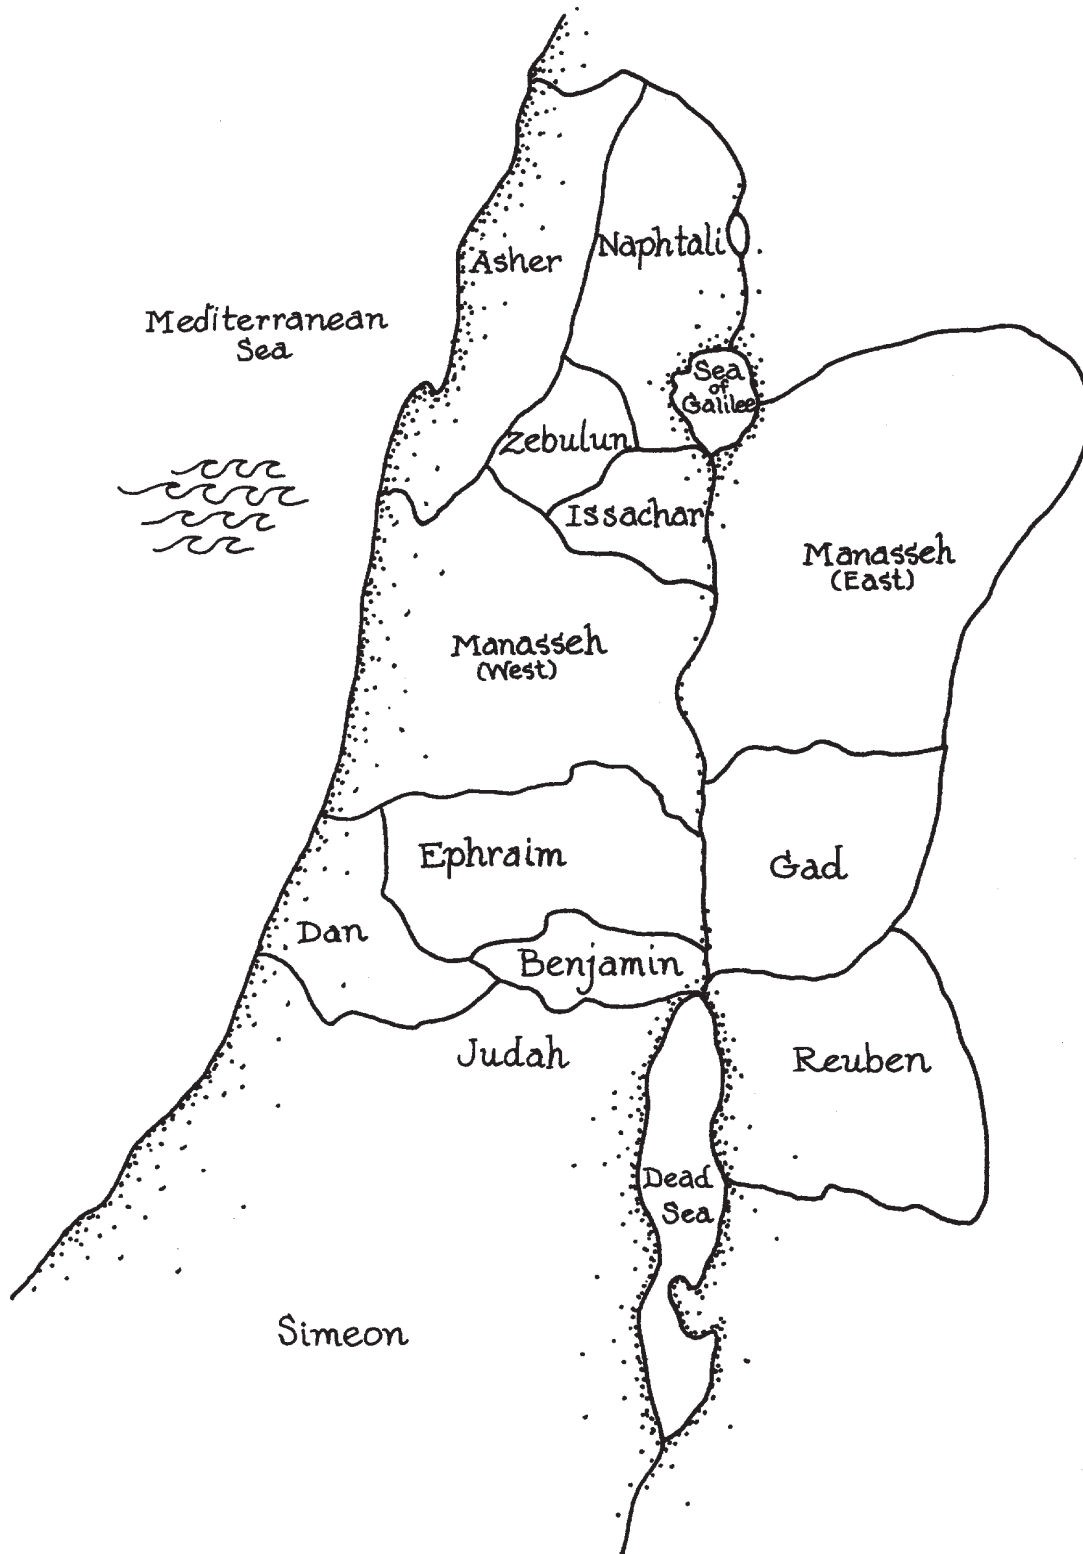 Naphtali
Asher
Mediterranean
Sea
Sea
of
Galilee
Zebulun
Issachar
Manasseh
(East)
Manasseh
(West)
Ephraim
Gad
Dan
Benjamin
Judah
Reuben
Dead
Sea
Simeon